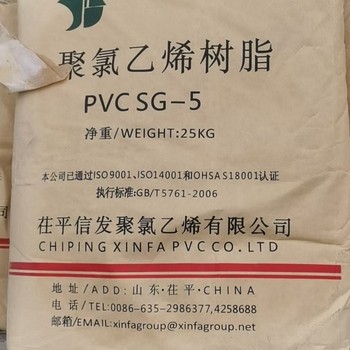 聚氯乙烯树脂
PVC SG-5
净重/WEIGHT:25KG
本公司已通过ISO9001、ISO14001和OHSAS18001认证
执行标准:GB/T5761-2006
茌平信发聚氯乙烯有限公司
CHIPING XINFA PVC CO.LTD
地址/ADD:山东·茌平·CHINA
电话/TEL:0086-635-2986377,4258688
邮箱/EMAIL:xinfagroup@xinfagroup.net